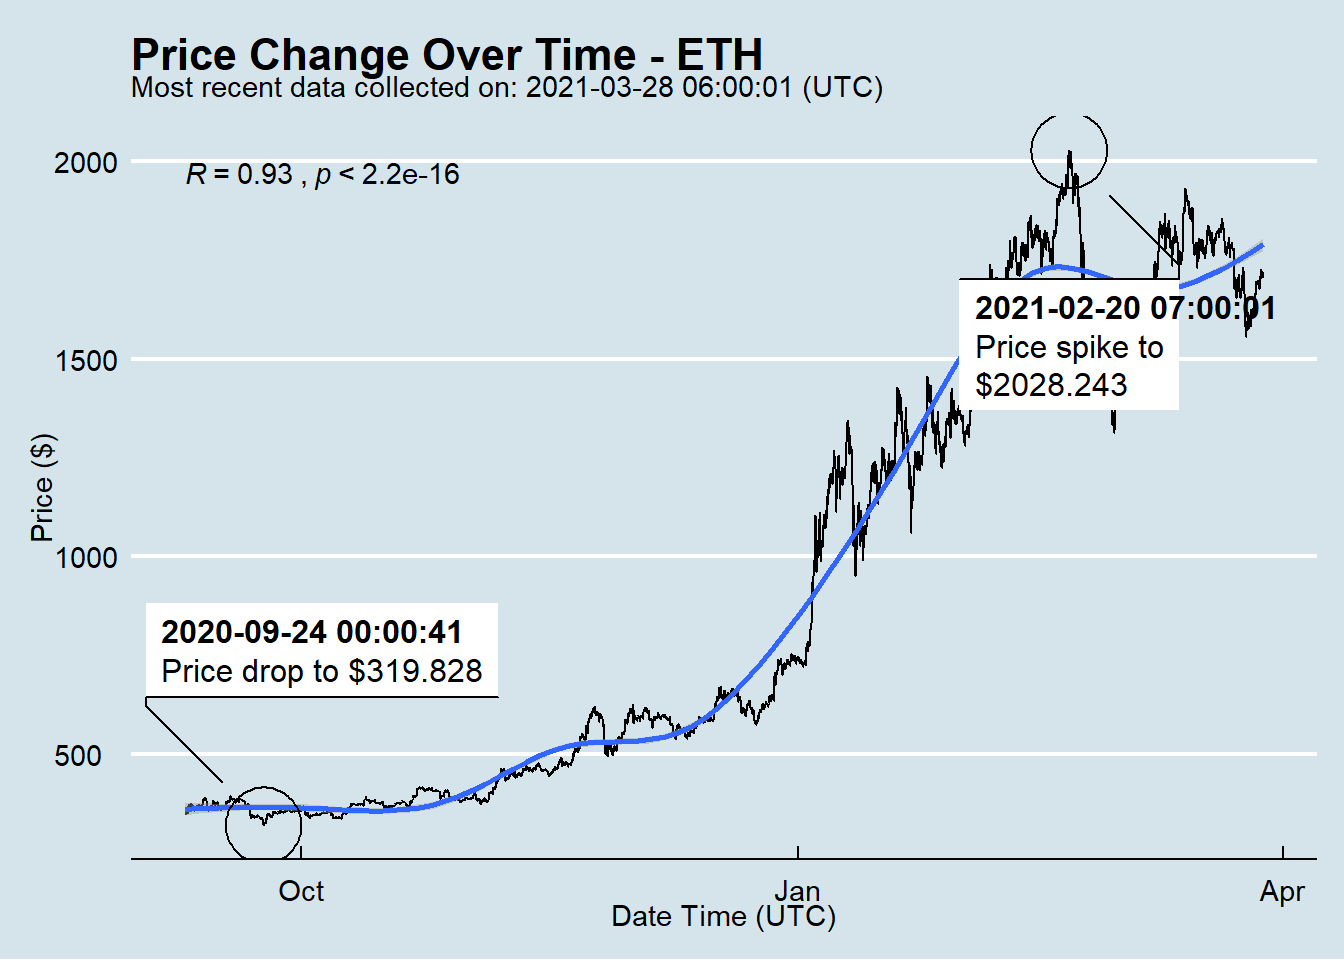 Price Change Over Time - ETH
Most recent data collected on: 2021-03-28 06:00:01 (UTC)
R = 0.93 , p < 2.2e-16
2000
1500
1000
500
Price ($)
2021-02-20 07:00:01
Price spike to
$2028.243
2020-09-24 00:00:41
Price drop to $319.828
Oct
Jan
Apr
Date Time (UTC)